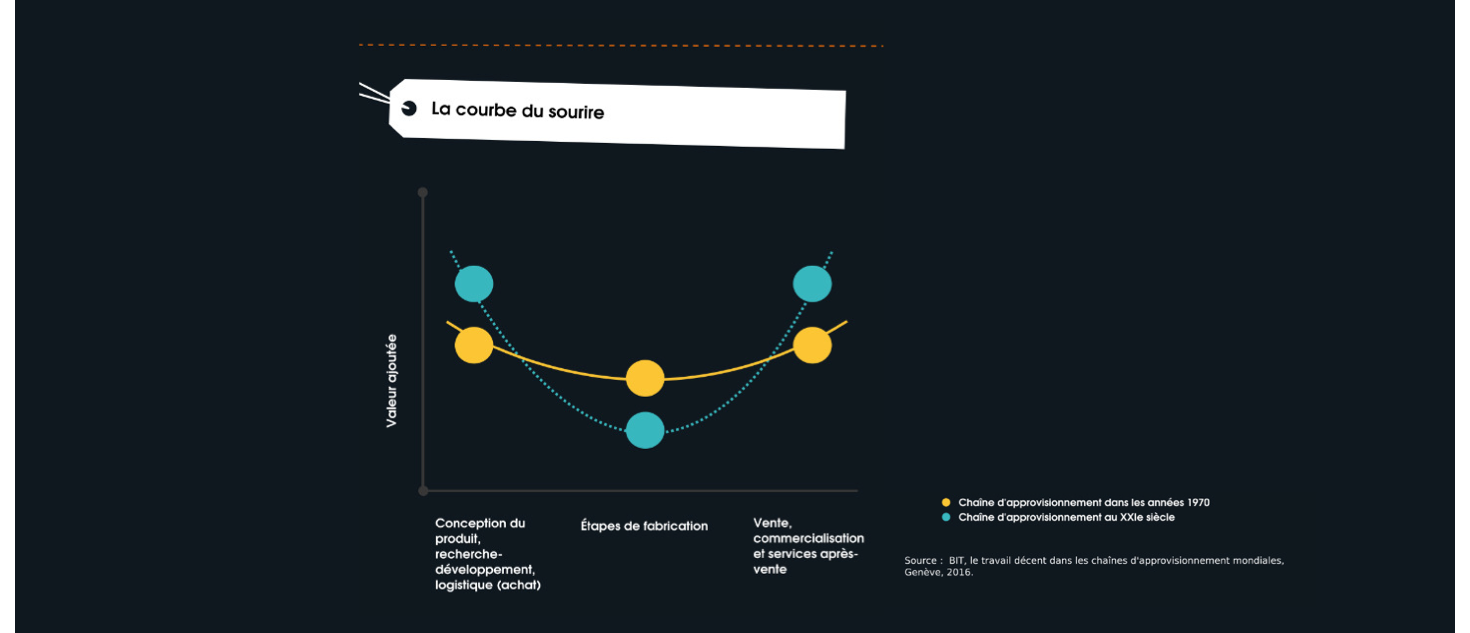 La courbe du sourire
Valeur ajoutée
Conception du
produit,
recherche-
développement,
logistique (achat)
Étapes de fabrication
Vente,
commercialisation
et services après-
vente
Chaîne d'approvisionnement dans les années 1970
Chaîne d'approvisionnement au XXIe siècle
Source : BIT, le travail décent dans les chaînes d'approvisionnement mondiales,
Genève, 2016.